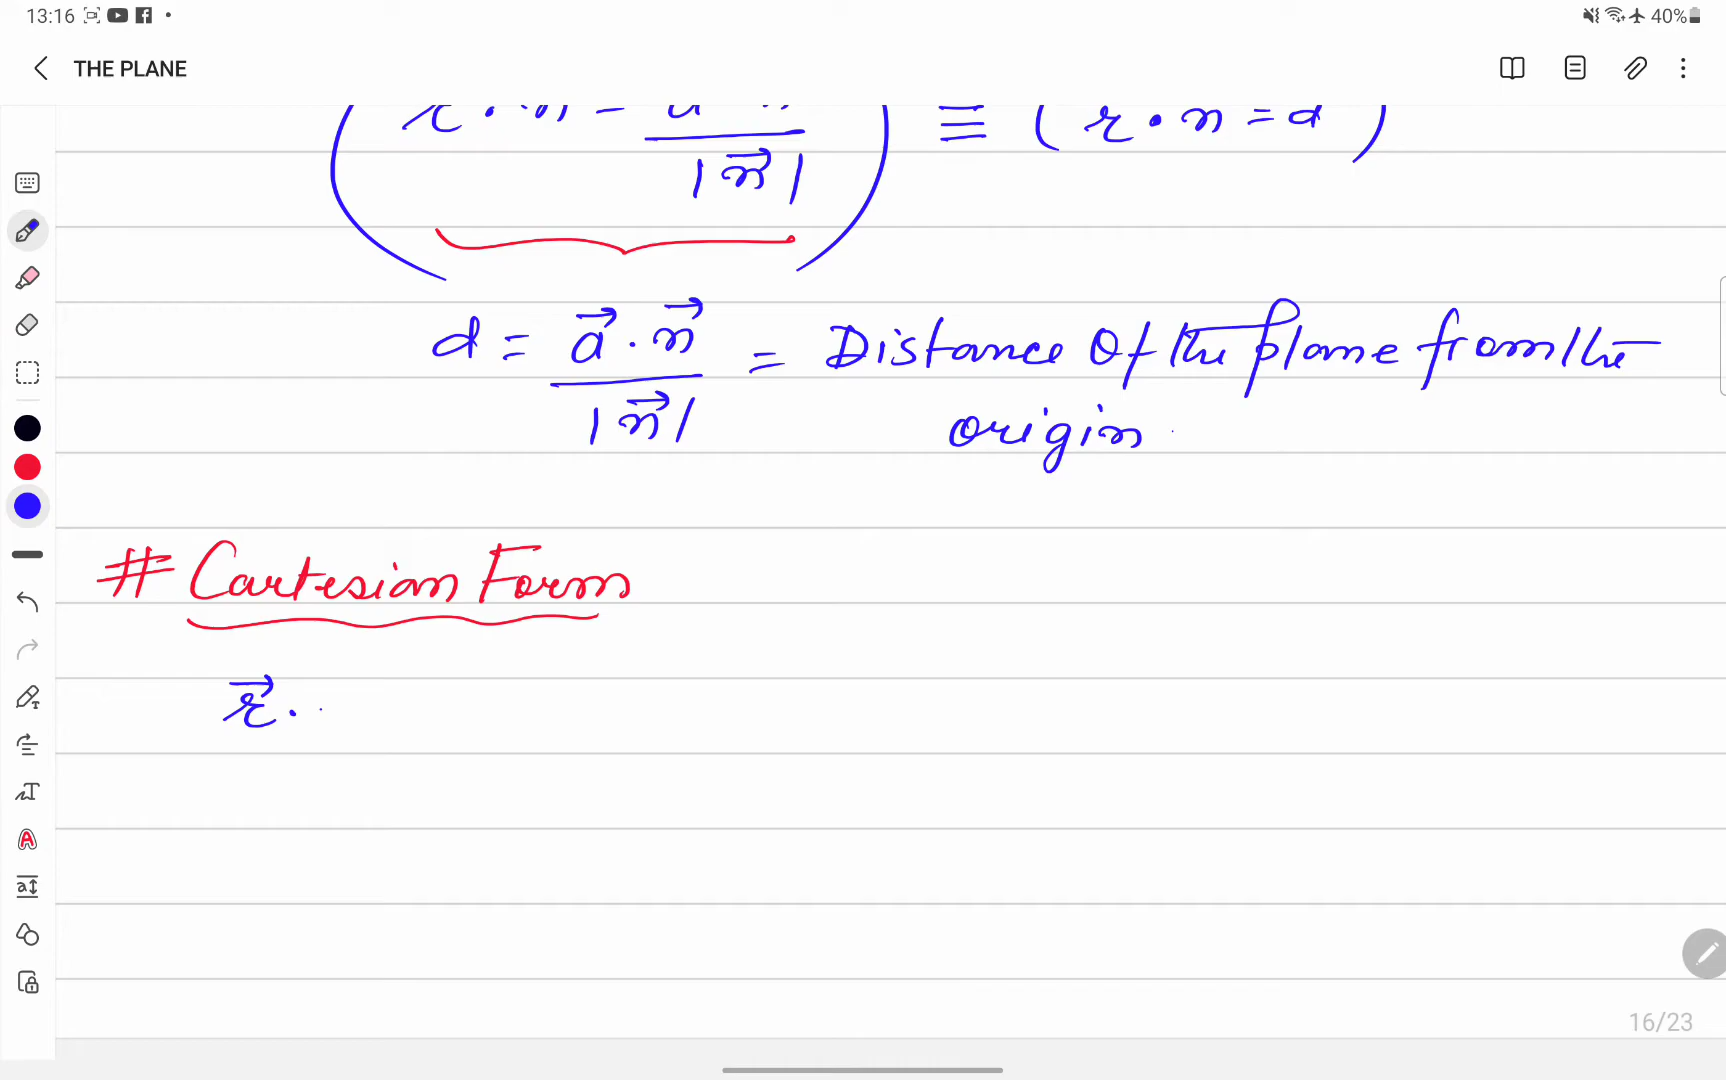 13:16
40%
THE PLANE
|n⃗| ≡ (r · n = d)
d = a⃗ · n⃗ / |n⃗| = Distance Of the plane from the
origin
# Cartesian Form
r⃗ .
16/23